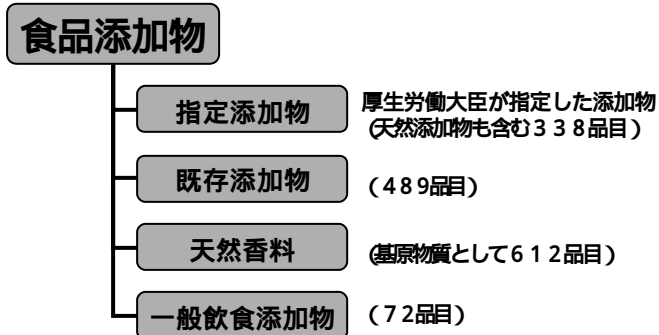 食品添加物
指定添加物
厚生労働大臣が指定した添加物
(天然添加物も含む３３８品目)
既存添加物
(４８９品目)
天然香料
(基原物質として６１２品目)
一般飲食添加物
(７２品目)